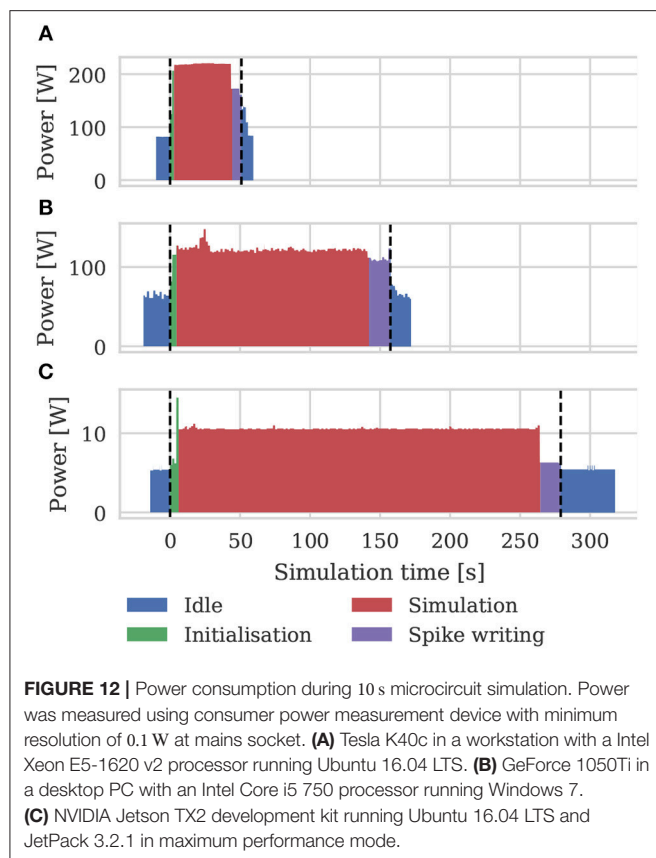 A
Power [W]
200
100
0
B
Power [W]
100
0
C
Power [W]
10
0
0 50 100 150 200 250 300
Simulation time [s]
Idle Simulation
Initialisation Spike writing
FIGURE 12 | Power consumption during 10 s microcircuit simulation. Power
was measured using consumer power measurement device with minimum
resolution of 0.1 W at mains socket. (A) Tesla K40c in a workstation with a Intel
Xeon E5-1620 v2 processor running Ubuntu 16.04 LTS. (B) GeForce 1050Ti in
a desktop PC with an Intel Core i5 750 processor running Windows 7.
(C) NVIDIA Jetson TX2 development kit running Ubuntu 16.04 LTS and
JetPack 3.2.1 in maximum performance mode.